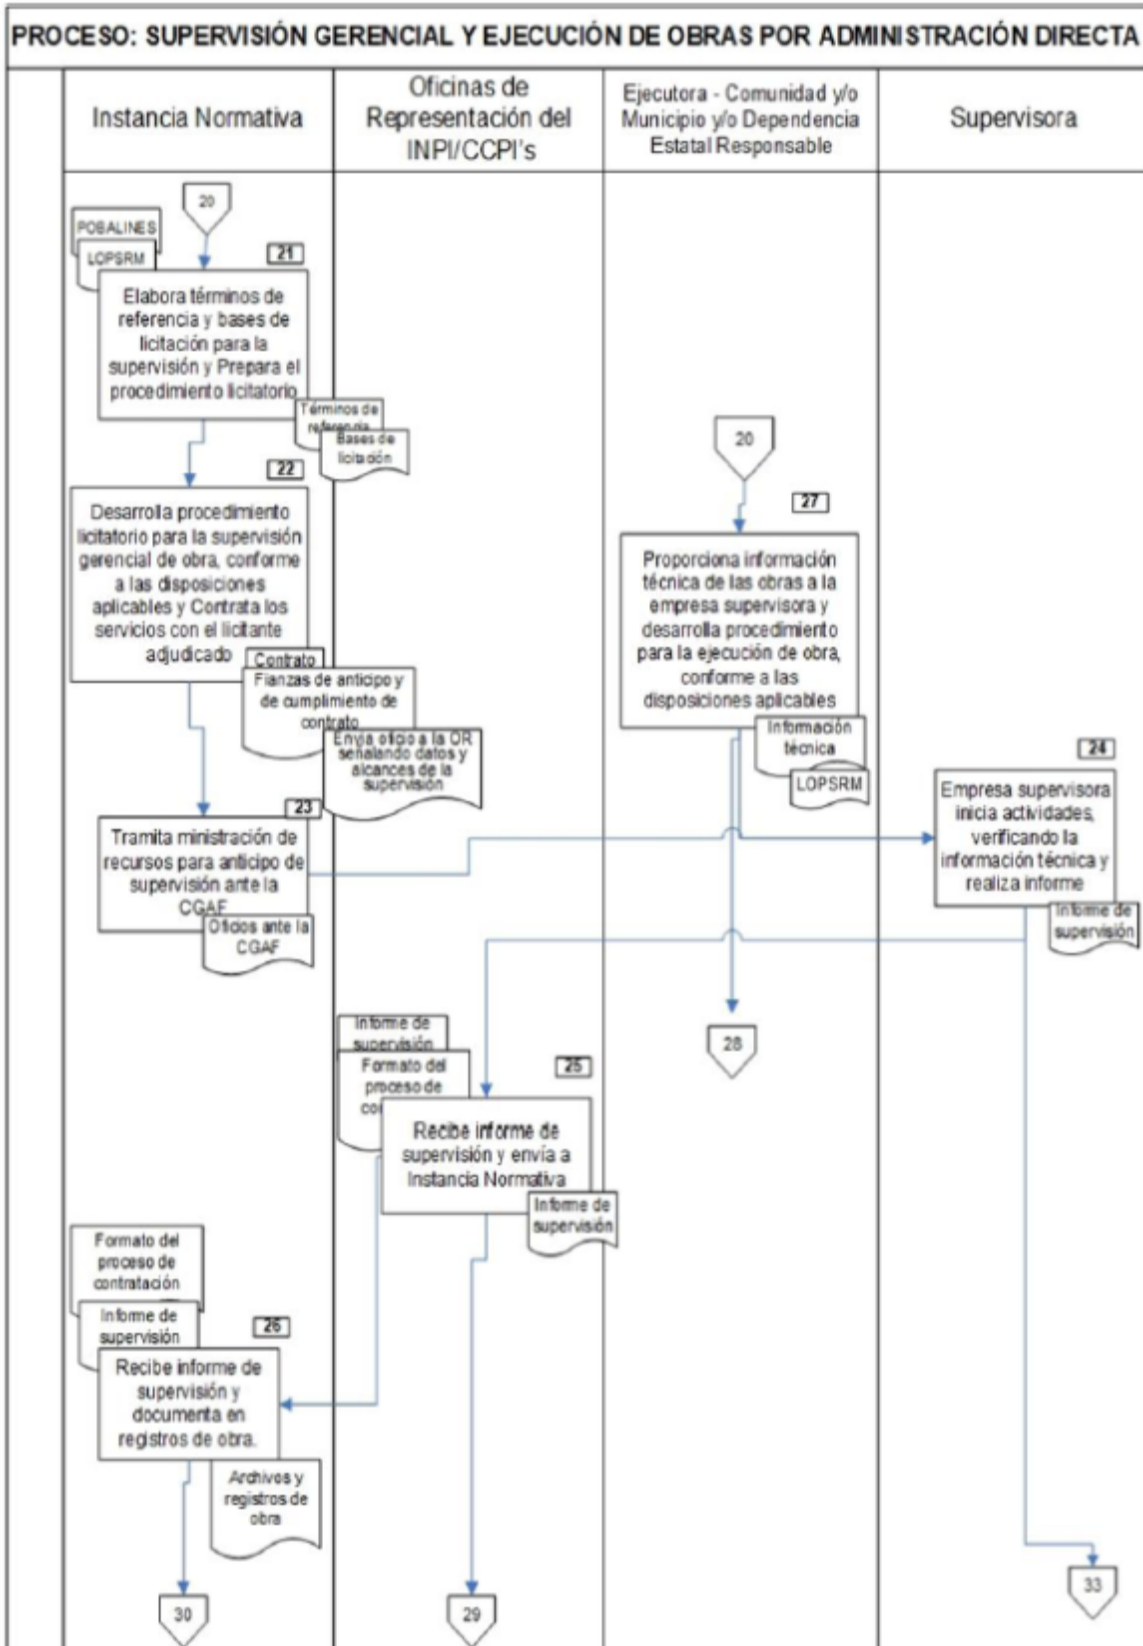 PROCESO: SUPERVISIÓN GERENCIAL Y EJECUCIÓN DE OBRAS POR ADMINISTRACIÓN DIRECTA
Instancia Normativa
Oficinas de
Representación del
INPI/CCPI's
Ejecutora - Comunidad y/o
Municipio y/o Dependencia
Estatal Responsable
Supervisora
20
POBALINES
LOPSRM
21
Elabora términos de
referencia y bases de
licitación para la
supervisión y Prepara el
procedimiento licitatorio
Términos de
referencia
Bases de
licitación
22
Desarrolla procedimiento
licitatorio para la supervisión
gerencial de obra, conforme
a las disposiciones
aplicables y Contrata los
servicios con el licitante
adjudicado
Contrato
Fianzas de anticipo y
de cumplimiento de
contrato
Envía oficio a la OR
señalando datos y
alcances de la
supervisión
20
27
Proporciona información
técnica de las obras a la
empresa supervisora y
desarrolla procedimiento
para la ejecución de obra,
conforme a las
disposiciones aplicables
Información
técnica
LOPSRM
23
Tramita ministración de
recursos para anticipo de
supervisión ante la
CGAF
Oficios ante la
CGAF
24
Empresa supervisora
inicia actividades,
verificando la
información técnica y
realiza informe
Informe de
supervisión
28
Informe de
supervisión
Formato del
proceso de
25
Recibe informe de
supervisión y envía a
Instancia Normativa
Informe de
supervisión
Formato del
proceso de
contratación
Informe de
supervisión
26
Recibe informe de
supervisión y
documenta en
registros de obra.
Archivos y
registros de
obra
30
29
33